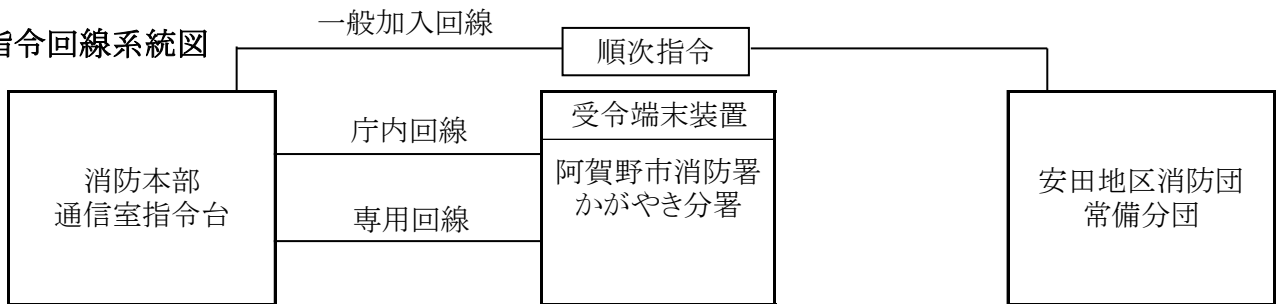 指令回線系統図
一般加入回線
順次指令
消防本部
通信室指令台
庁内回線
専用回線
受令端末装置
阿賀野市消防署
かがやき分署
安田地区消防団
常備分団